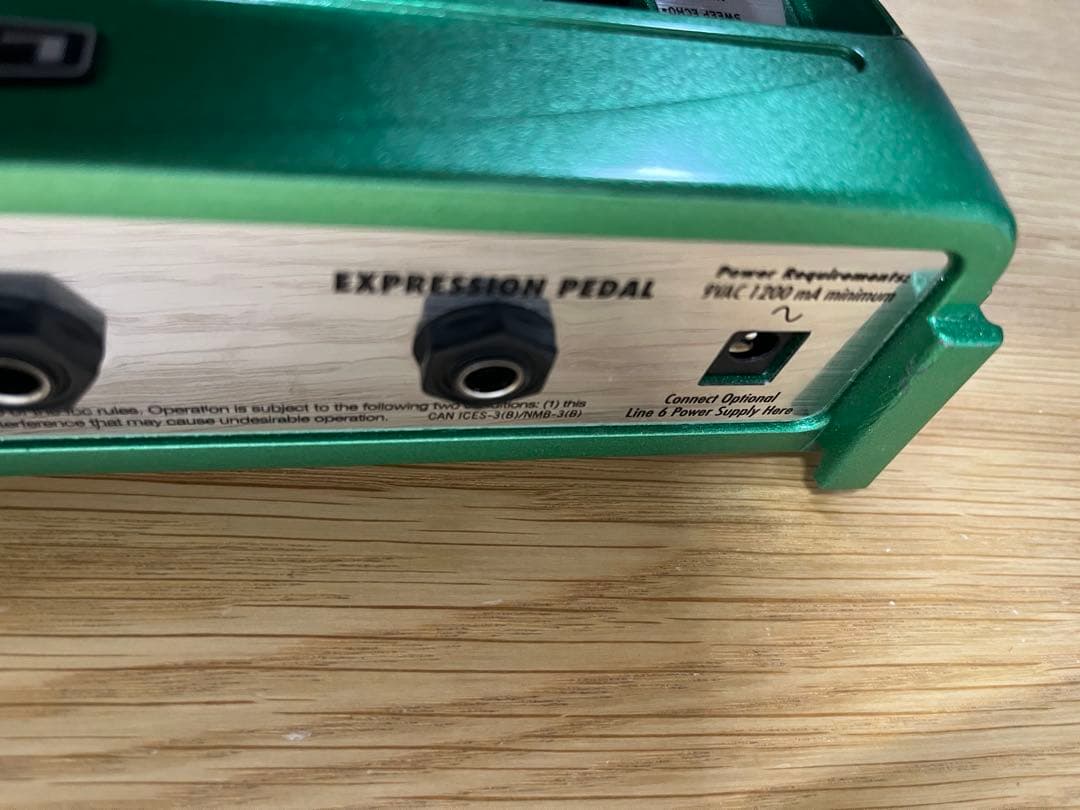 SWEEP ECHO
EXPRESSION PEDAL
Power Requirements:
9VAC 1200 mA minimum
Connect Optional
Line 6 Power Supply Here
rules. Operation is subject to the following two conditions: (1) this
interference that may cause undesirable operation.
CAN ICES-3(B)/NMB-3(B)